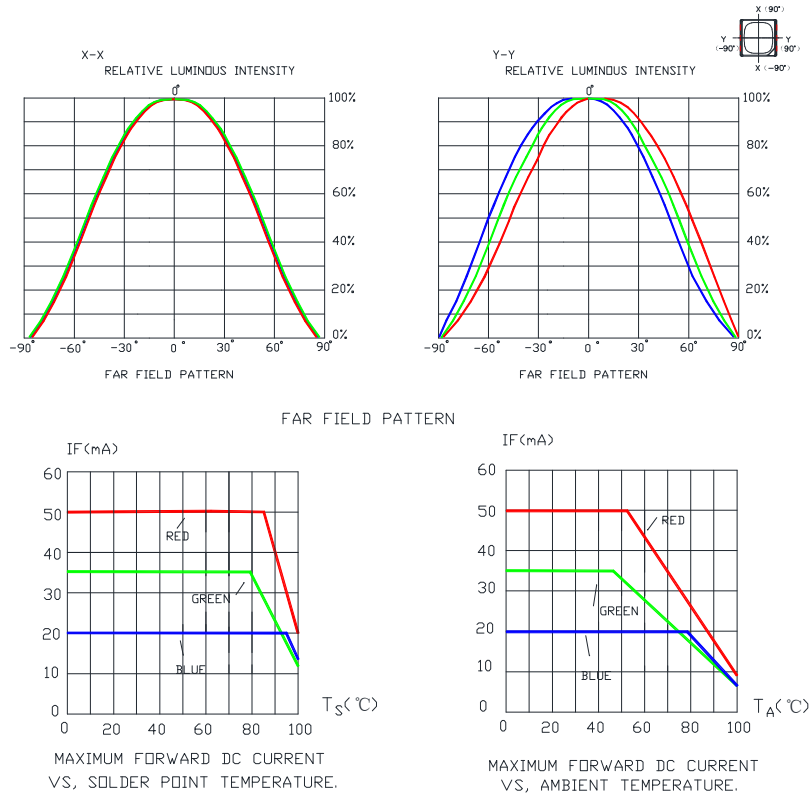 X (90°)
Y Y
(-90°) (90°)
X (-90°)
X-X
RELATIVE LUMINOUS INTENSITY
0°
100%
80%
60%
40%
20%
0%
-90° -60° -30° 0° 30° 60° 90°
FAR FIELD PATTERN
Y-Y
RELATIVE LUMINOUS INTENSITY
0°
100%
80%
60%
40%
20%
0%
-90° -60° -30° 0° 30° 60° 90°
FAR FIELD PATTERN
FAR FIELD PATTERN
IF(mA)
60
50
40
30
20
10
0
RED
GREEN
BLUE
0 20 40 60 80 100
TS(℃)
MAXIMUM FORWARD DC CURRENT
VS, SOLDER POINT TEMPERATURE.
IF(mA)
60
50
40
30
20
10
0
RED
GREEN
BLUE
0 20 40 60 80 100
TA(℃)
MAXIMUM FORWARD DC CURRENT
VS, AMBIENT TEMPERATURE.